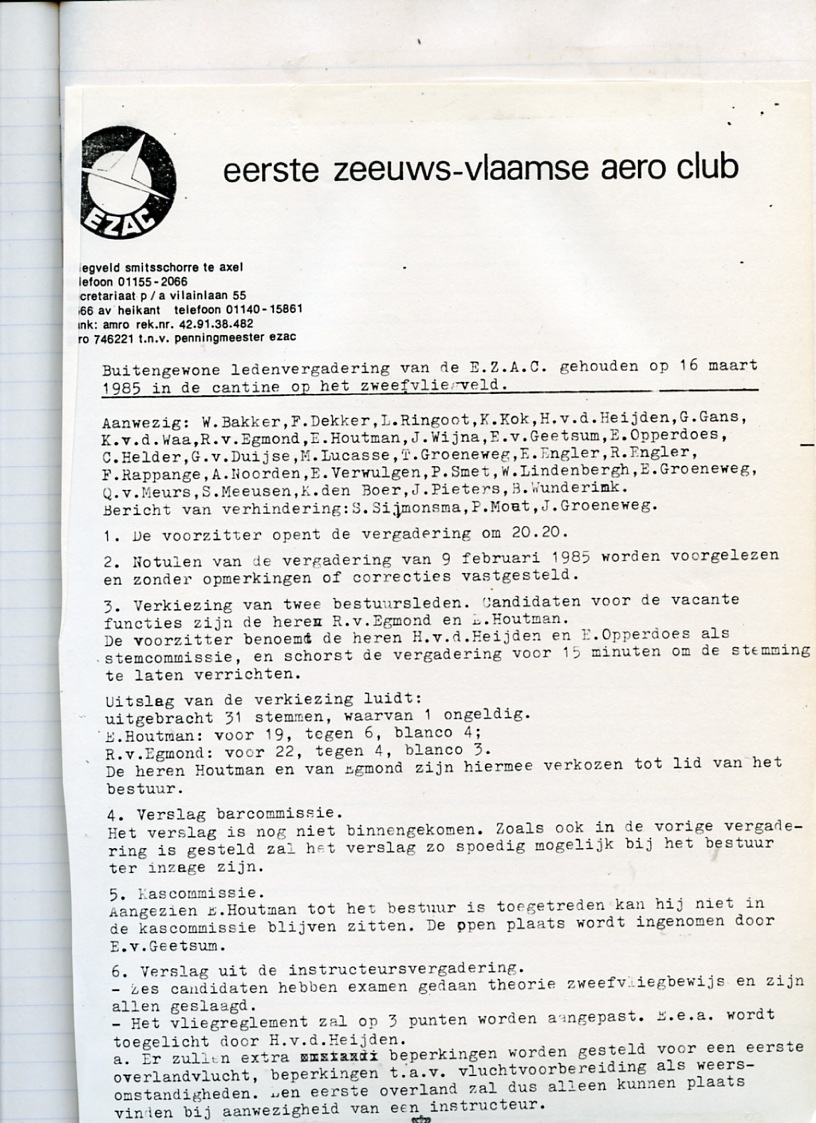 EZAC
eerste zeeuws-vlaamse aero club
egveld smitsschorre te axel
lefoon 01155-2066
cretariaat p/a vilainlaan 55
66 av heikant telefoon 01140-15861
nk: amro rek.nr. 42.91.38.482
ro 746221 t.n.v. penningmeester ezac
Buitengewone ledenvergadering van de E.Z.A.C. gehouden op 16 maart
1985 in de cantine op het zweefvliegveld.
Aanwezig: W.Bakker,F.Dekker,L.Ringoot,K.Kok,H.v.d.Heijden,G.Gans,
K.v.d.Waa,R.v.Egmond,E.Houtman,J.Wijna,E.v.Geetsum,E.Opperdoes,
C.Helder,G.v.Duijse,M.Lucasse,T.Groeneweg,E.Engler,R.Engler,
F.Rappange,A.Noorden,E.Verwulgen,P.Smet,W.Lindenbergh,E.Groeneweg,
Q.v.Meurs,S.Meeusen,K.den Boer,J.Pieters,B.Wunderink.
Bericht van verhindering:S.Sijmonsma,P.Mout,J.Groeneweg.
1. De voorzitter opent de vergadering om 20.20.
2. Notulen van de vergadering van 9 februari 1985 worden voorgelezen
en zonder opmerkingen of correcties vastgesteld.
3. Verkiezing van twee bestuursleden. Candidaten voor de vacante
functies zijn de heren R.v.Egmond en E.Houtman.
De voorzitter benoemt de heren H.v.d.Heijden en E.Opperdoes als
stemcommissie, en schorst de vergadering voor 15 minuten om de stemming
te laten verrichten.
Uitslag van de verkiezing luidt:
uitgebracht 31 stemmen, waarvan 1 ongeldig.
E.Houtman: voor 19, tegen 6, blanco 4;
R.v.Egmond: voor 22, tegen 4, blanco 3.
De heren Houtman en van Egmond zijn hiermee verkozen tot lid van het
bestuur.
4. Verslag barcommissie.
Het verslag is nog niet binnengekomen. Zoals ook in de vorige vergade-
ring is gesteld zal het verslag zo spoedig mogelijk bij het bestuur
ter inzage zijn.
5. Kascommissie.
Aangezien E.Houtman tot het bestuur is toegetreden kan hij niet in
de kascommissie blijven zitten. De open plaats wordt ingenomen door
E.v.Geetsum.
6. Verslag uit de instructeursvergadering.
- Zes candidaten hebben examen gedaan theorie zweefvliegbewijs en zijn
allen geslaagd.
- Het vliegreglement zal op 3 punten worden aangepast. E.e.a. wordt
toegelicht door H.v.d.Heijden.
a. Er zullen extra beperkingen worden gesteld voor een eerste
overlandvlucht, beperkingen t.a.v. vluchtvoorbereiding als weers-
omstandigheden. Een eerste overland zal dus alleen kunnen plaats
vinden bij aanwezigheid van een instructeur.